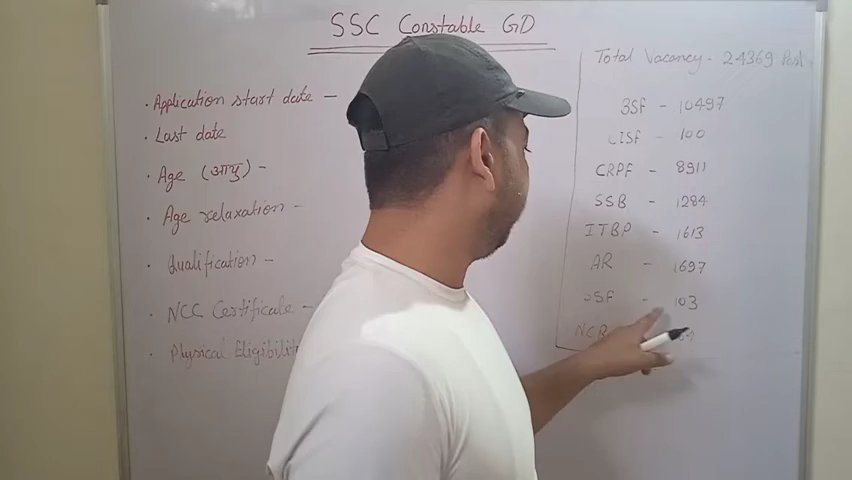 SSC Constable GD
Total Vacancy - 24369 Post
• Application start date -
• Last date
• Age (आयु) -
• Age relaxation -
• Qualification -
• NCC Certificate -
• Physical Eligibilit
BSF - 10497
CISF - 100
CRPF - 8911
SSB - 1284
ITBP - 1613
AR - 1697
SSF - 103
NCB